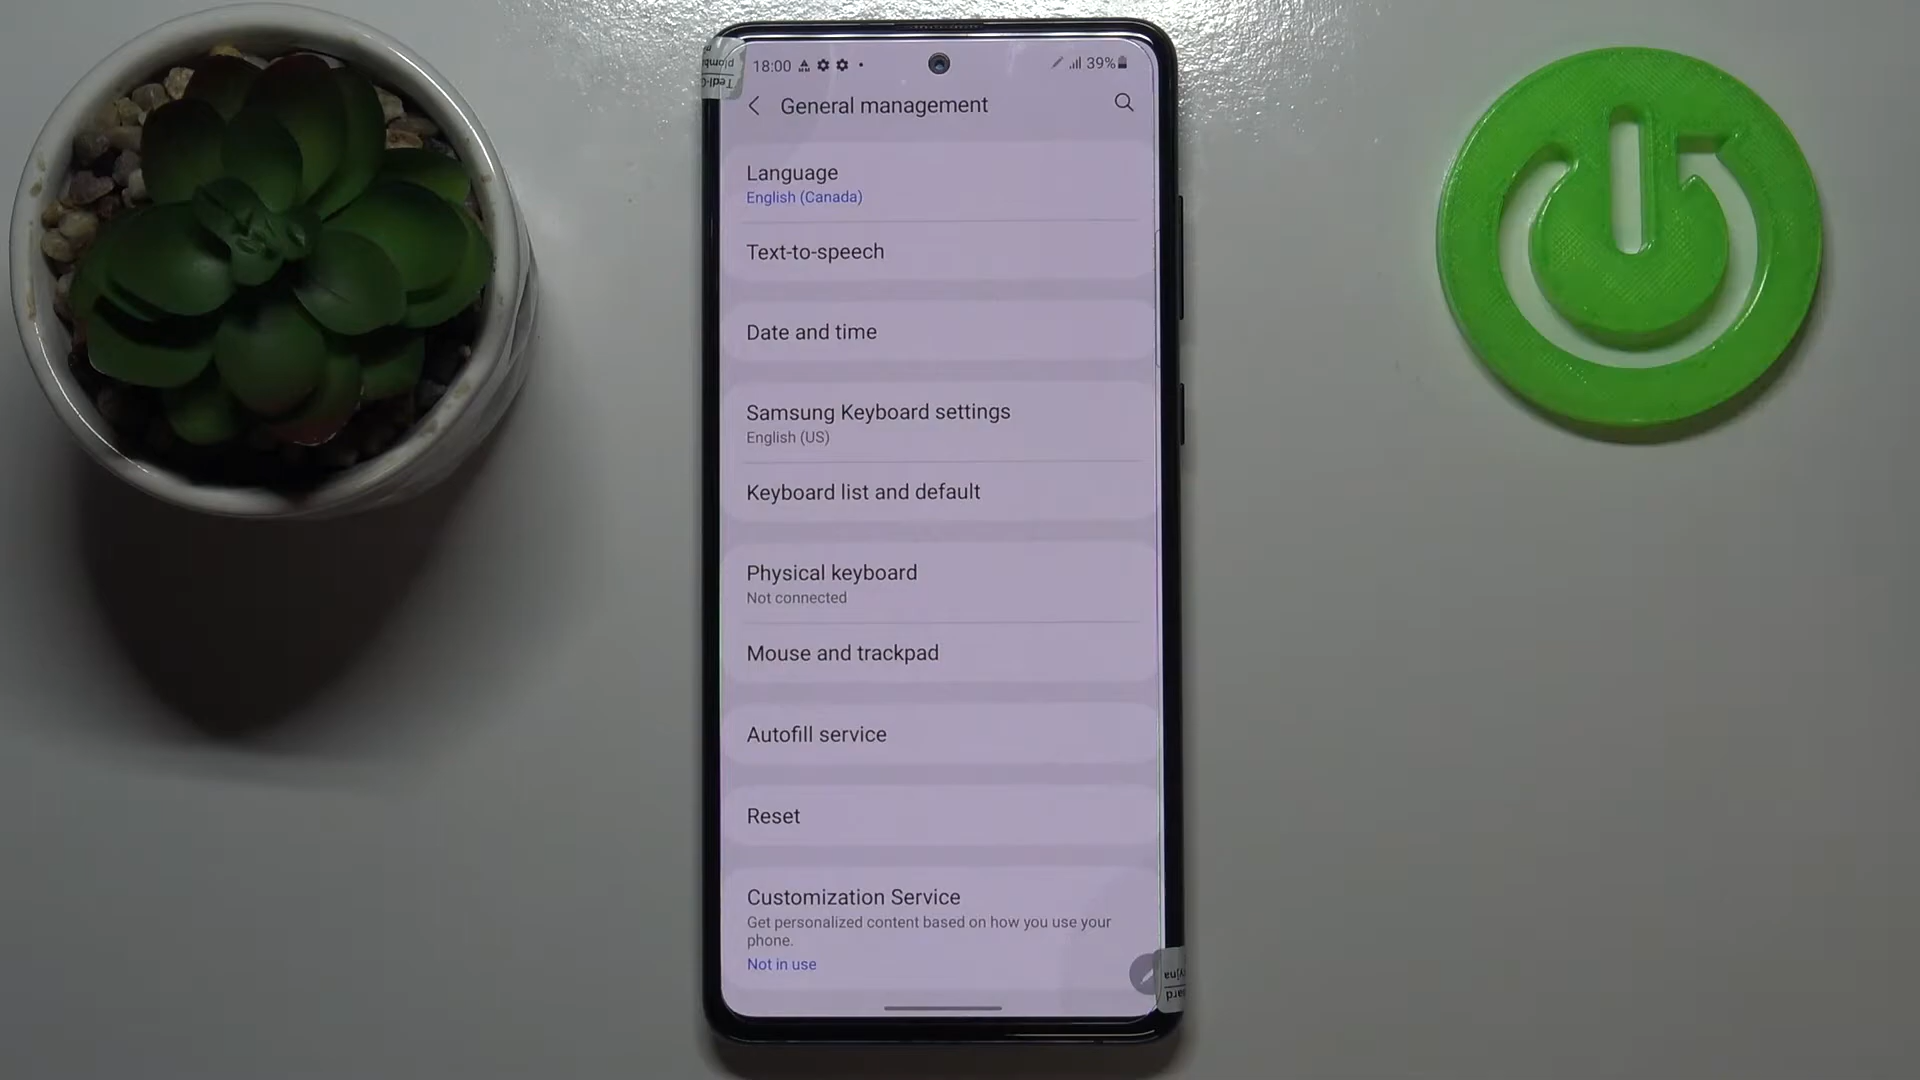 18:00
39%
General management
Language
English (Canada)
Text-to-speech
Date and time
Samsung Keyboard settings
English (US)
Keyboard list and default
Physical keyboard
Not connected
Mouse and trackpad
Autofill service
Reset
Customization Service
Get personalized content based on how you use your
phone.
Not in use